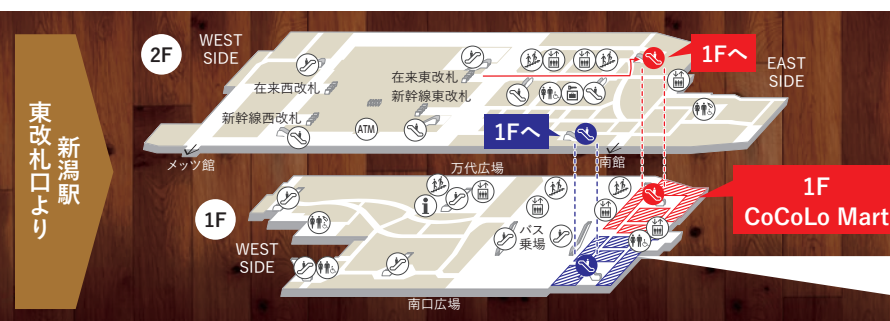 新潟駅
東改札口より
2F
WEST
SIDE
在来西改札
新幹線西改札
在来東改札
新幹線東改札
ATM
1Fへ
1Fへ
EAST
SIDE
メッツ館
南館
万代広場
1F
WEST
SIDE
i
バス
乗場
南口広場
1F
CoCoLo Mart